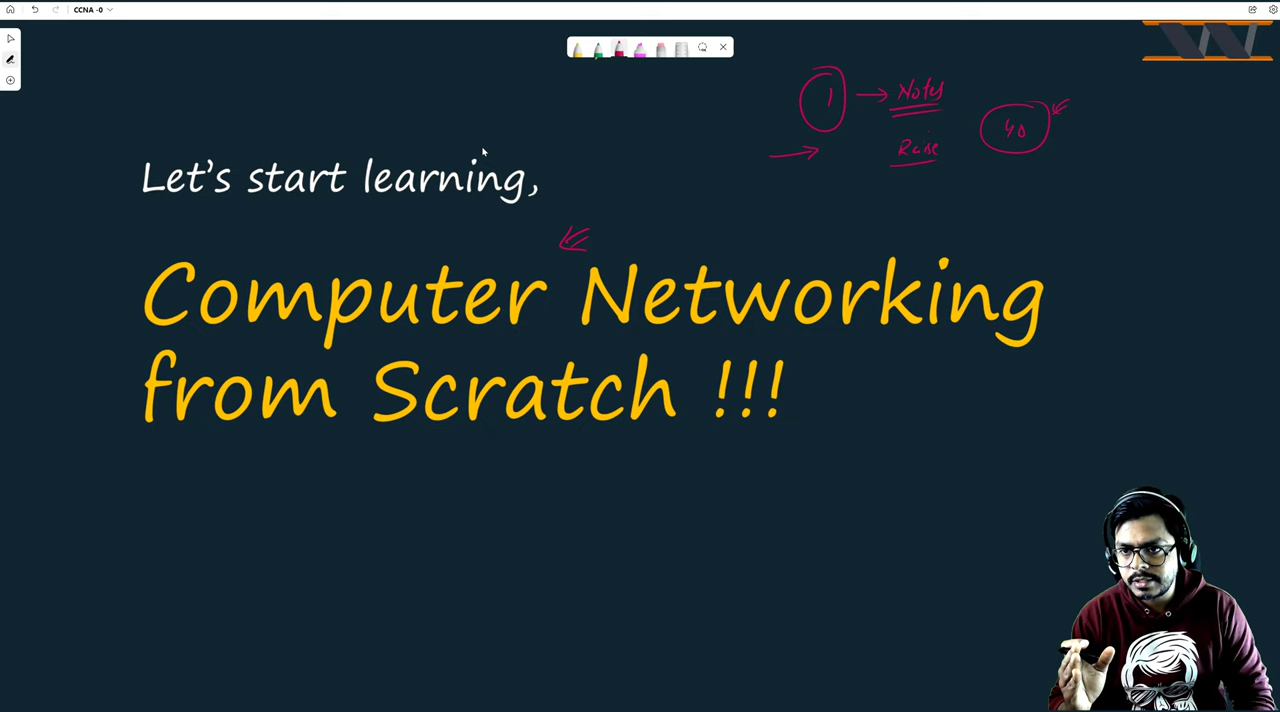 CCNA -0
1 → Notes
40
Raise
Let's start learning,
Computer Networking
from Scratch !!!